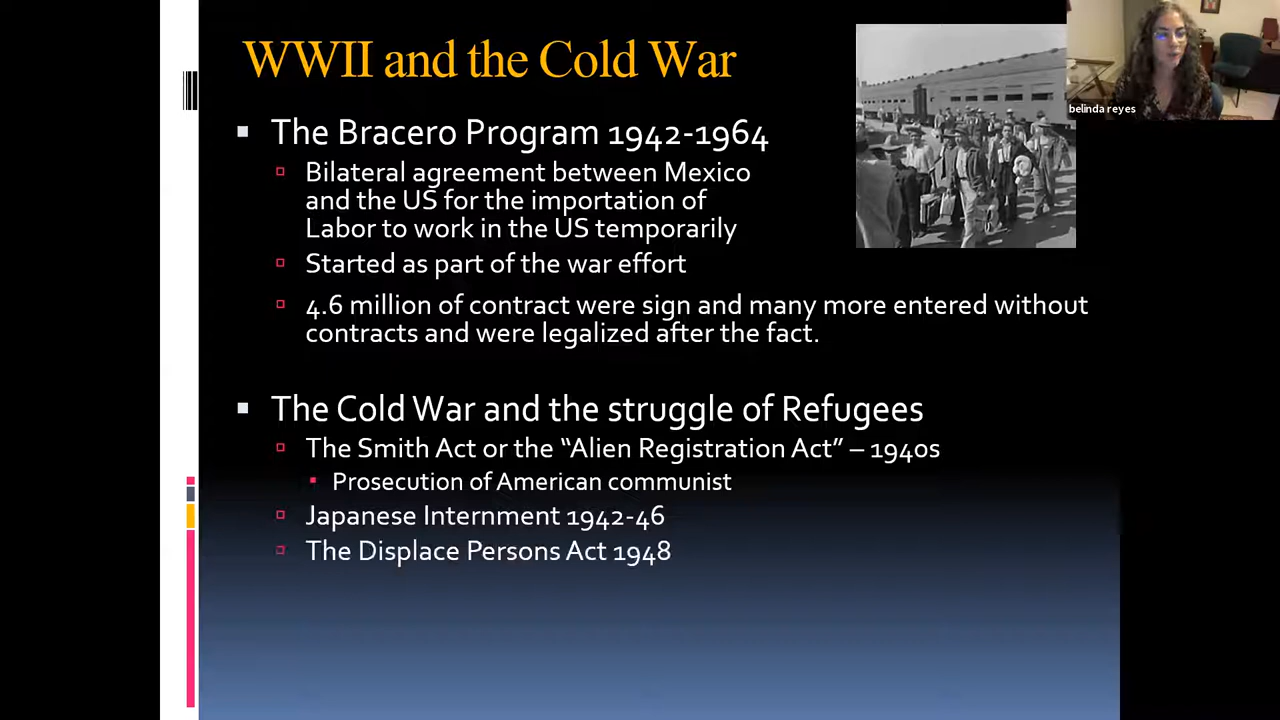 WWII and the Cold War
belinda reyes
The Bracero Program 1942-1964
Bilateral agreement between Mexico
and the US for the importation of
Labor to work in the US temporarily
Started as part of the war effort
4.6 million of contract were sign and many more entered without
contracts and were legalized after the fact.
The Cold War and the struggle of Refugees
The Smith Act or the “Alien Registration Act” – 1940s
Prosecution of American communist
Japanese Internment 1942-46
The Displace Persons Act 1948